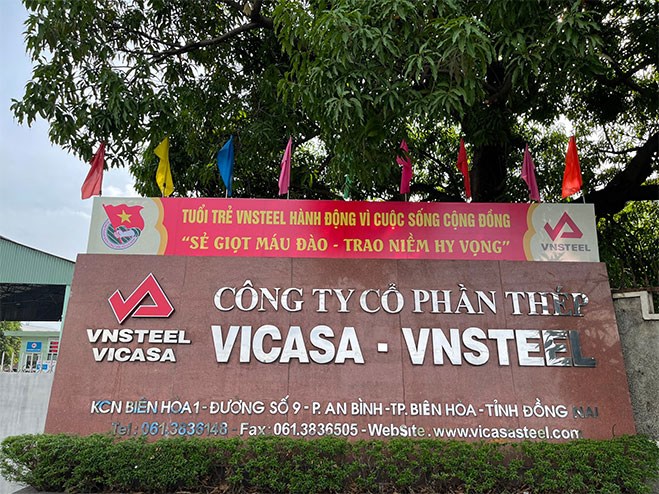 TUỔI TRẺ VNSTEEL HÀNH ĐỘNG VÌ CUỘC SỐNG CỘNG ĐỒNG
"SẺ GIỌT MÁU ĐÀO - TRAO NIỀM HY VỌNG"
VNSTEEL
VNSTEEL
VICASA
CÔNG TY CỔ PHẦN THÉP
VICASA - VNSTEEL
KCN BIÊN HÒA 1 - ĐƯỜNG SỐ 9 - P. AN BÌNH - TP. BIÊN HÒA - TỈNH ĐỒNG NAI
Tel : 061.3836148 - Fax : 061.3836505 - Website : www.vicasasteel.com